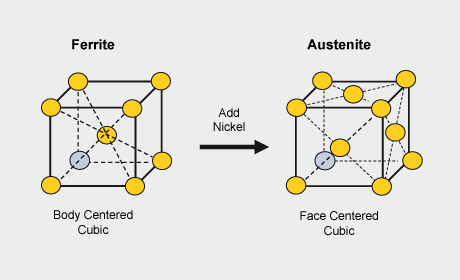 Ferrite
Austenite
Add
Nickel
Body Centered
Cubic
Face Centered
Cubic